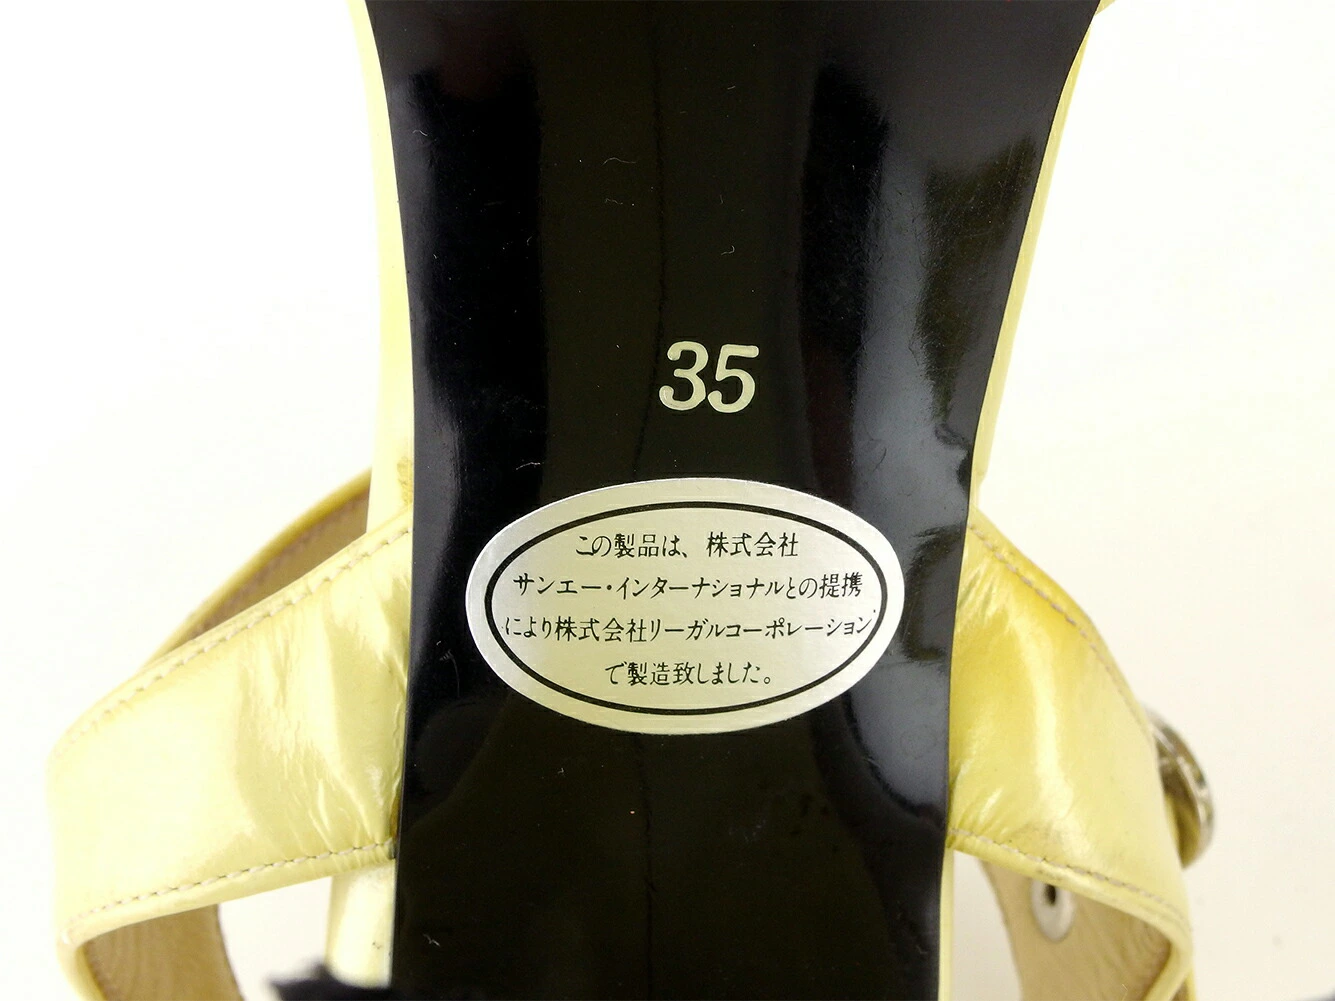 35
この製品は、株式会社
サンエー・インターナショナルとの提携
により株式会社リーガルコーポレーション
で製造致しました。